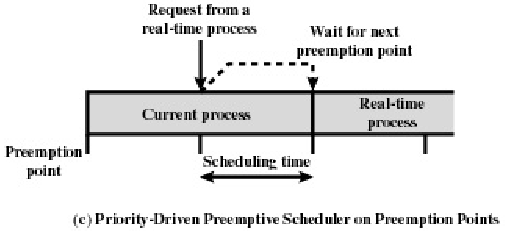 Request from a
real-time process
Wait for next
preemption point
Current process
Real-time
process
Preemption
point
Scheduling time
(c) Priority-Driven Preemptive Scheduler on Preemption Points